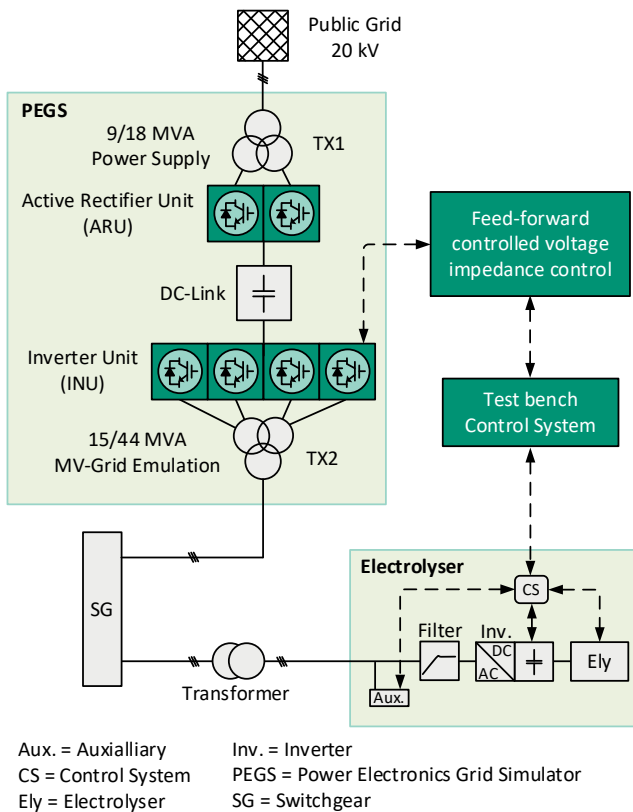 Public Grid
20 kV
PEGS
9/18 MVA
Power Supply
TX1
Active Rectifier Unit
(ARU)
Feed-forward
controlled voltage
impedance control
DC-Link
Inverter Unit
(INU)
Test bench
Control System
15/44 MVA
MV-Grid Emulation
TX2
SG
Electrolyser
CS
Filter
Inv.
DC
AC
Ely
Aux.
Transformer
Aux. = Auxialliary
Inv. = Inverter
CS = Control System
PEGS = Power Electronics Grid Simulator
Ely = Electrolyser
SG = Switchgear